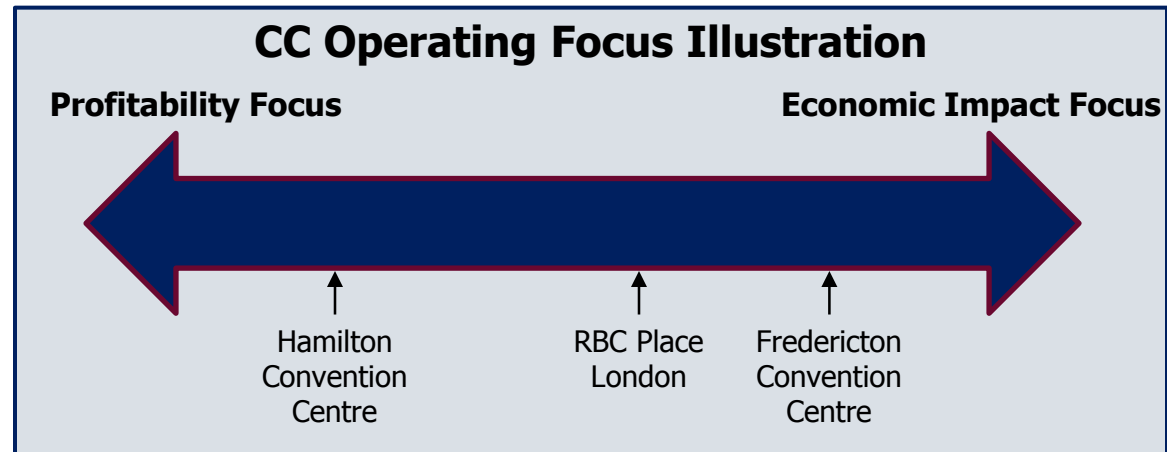 CC Operating Focus Illustration
Profitability Focus
Economic Impact Focus
Hamilton
Convention
Centre
RBC Place
London
Fredericton
Convention
Centre